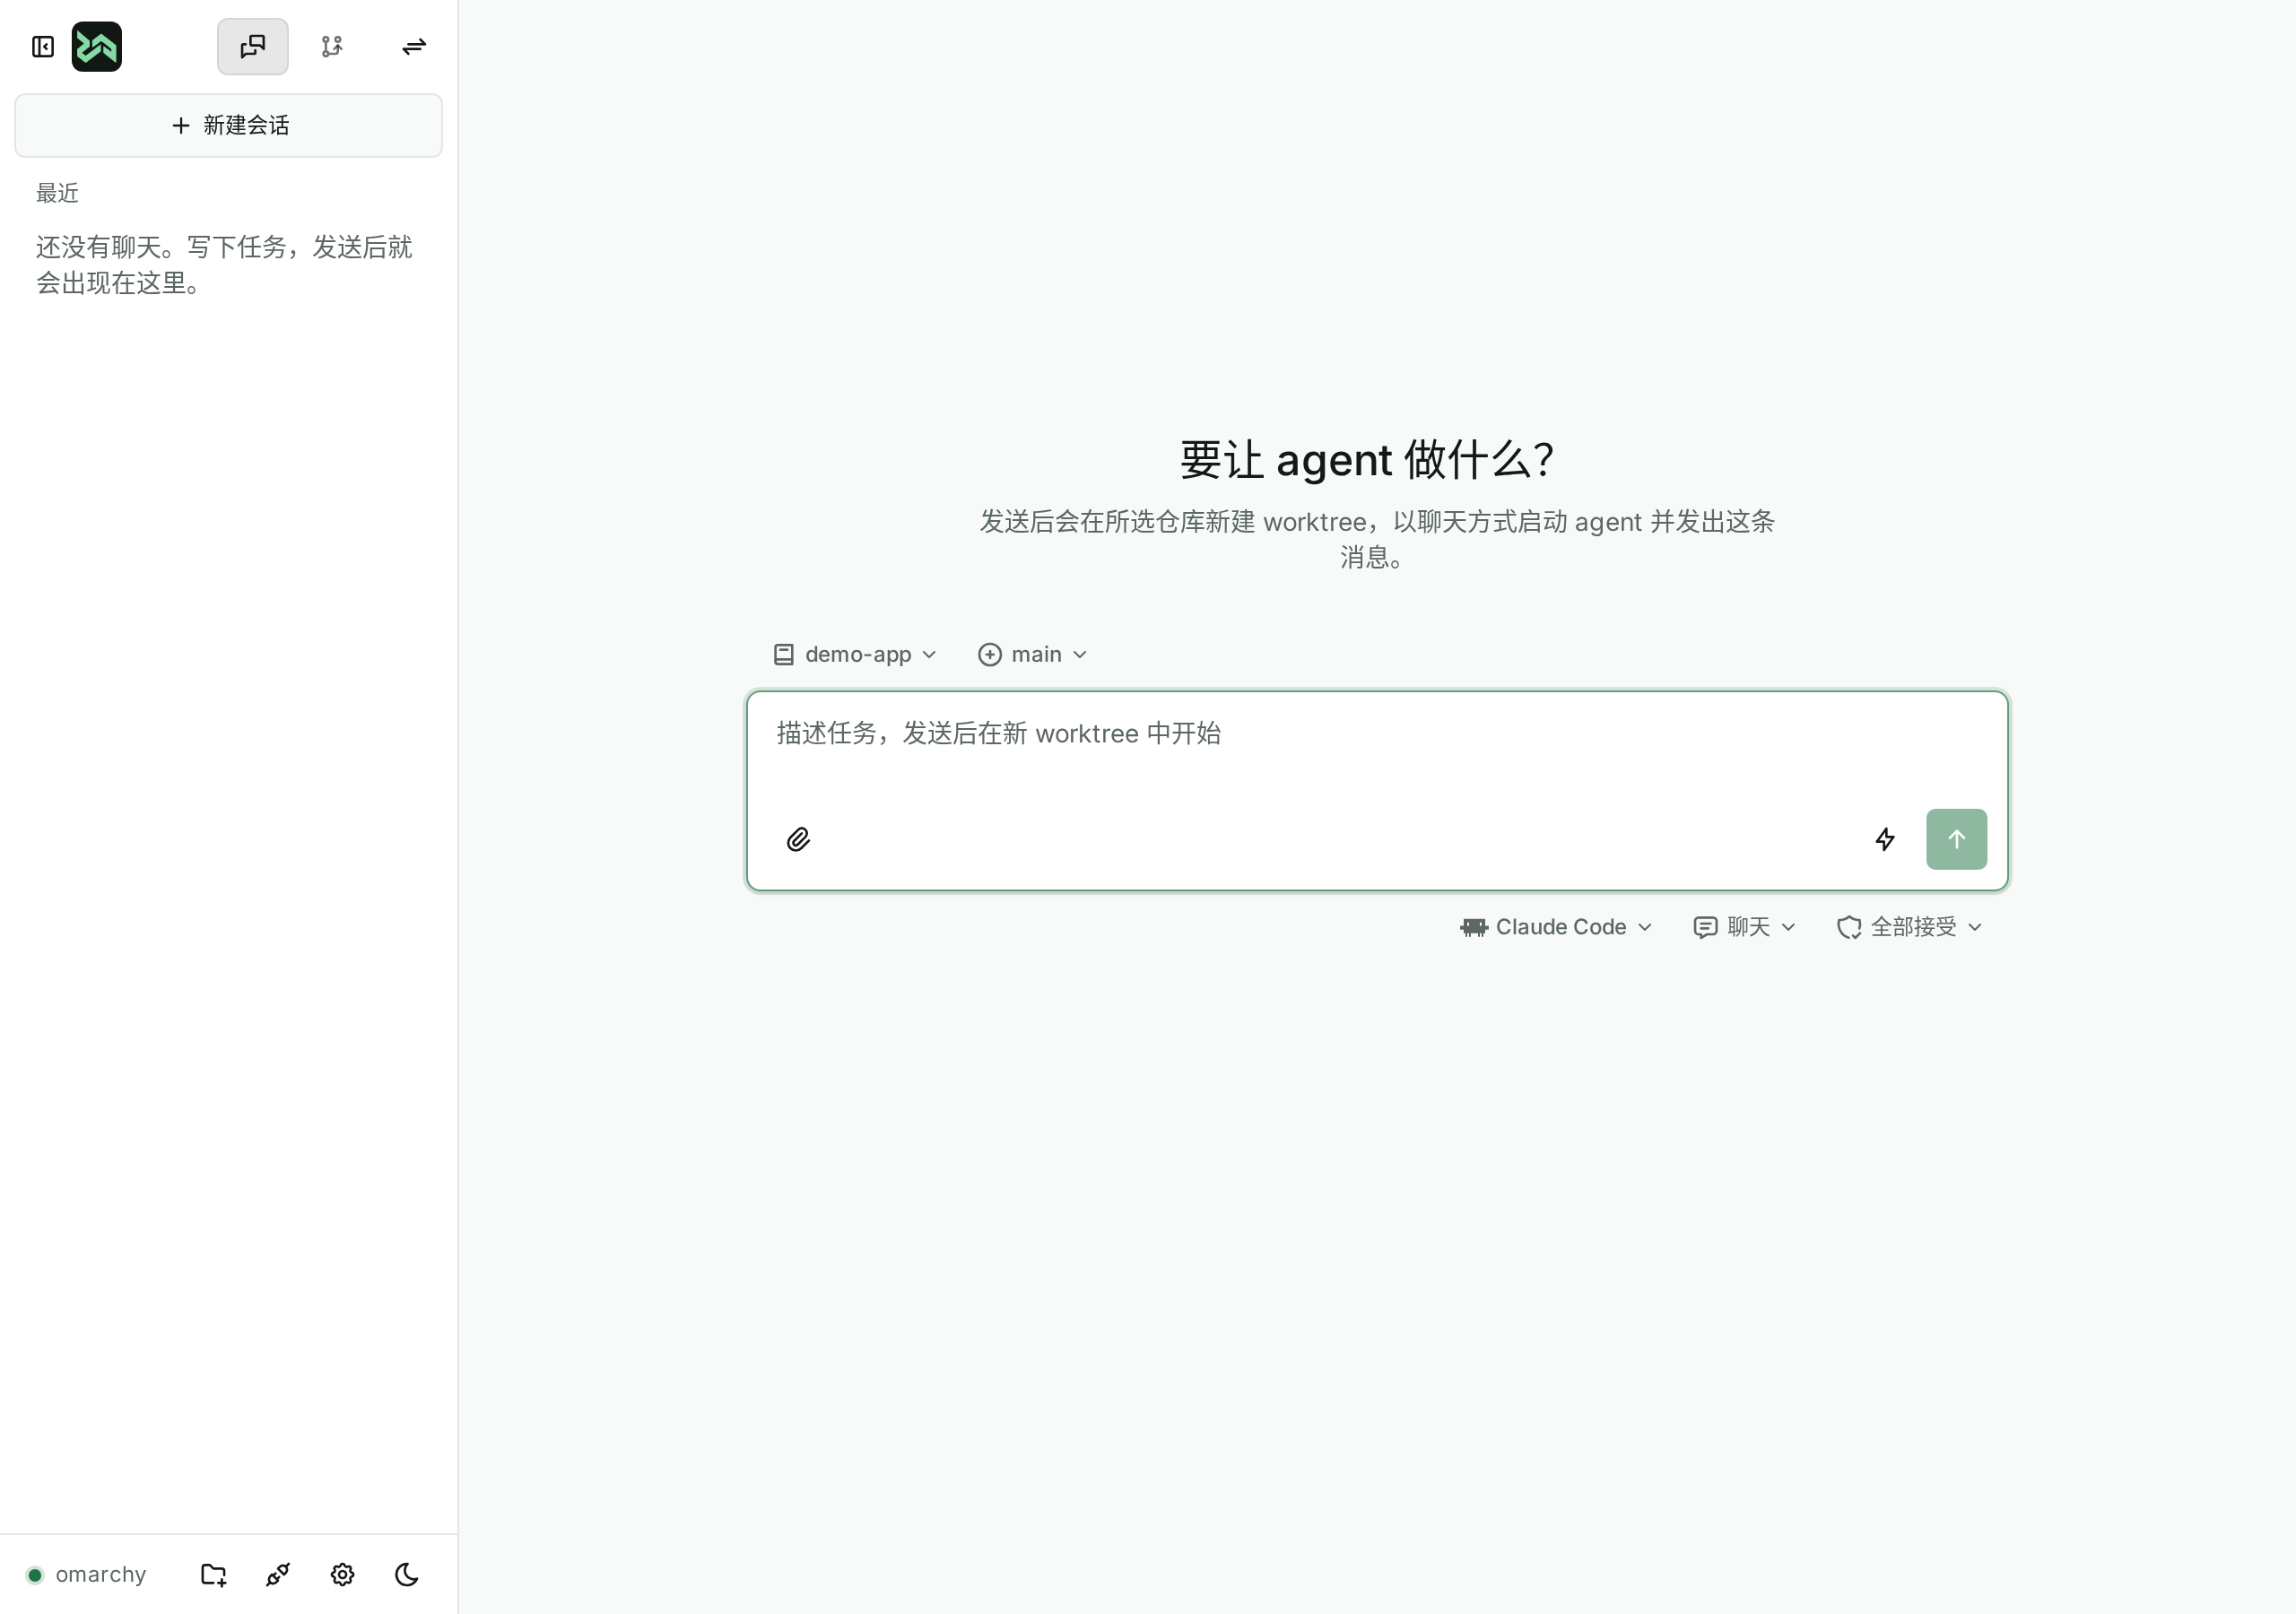 新建会话
最近
还没有聊天。写下任务，发送后就
会出现在这里。
要让 agent 做什么？
发送后会在所选仓库新建 worktree，以聊天方式启动 agent 并发出这条
消息。
demo-app
main
描述任务，发送后在新 worktree 中开始
Claude Code
聊天
全部接受
omarchy